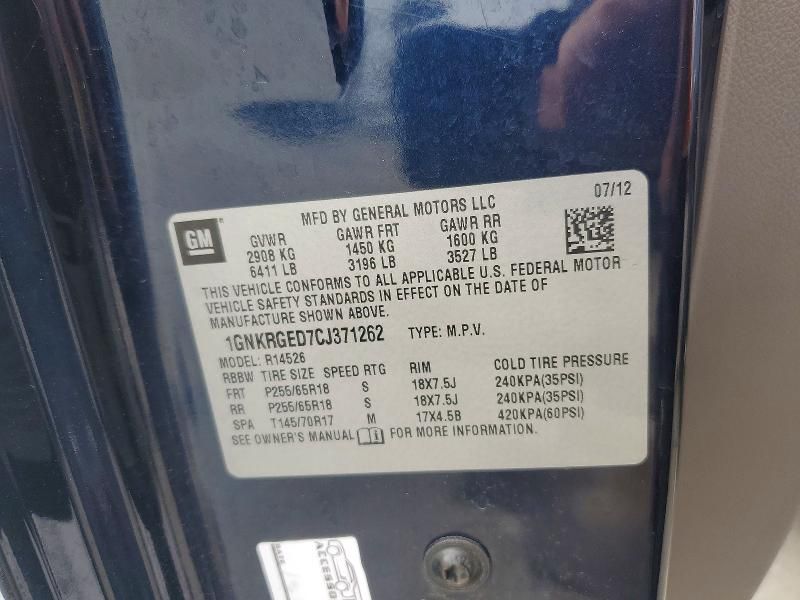 07/12
GM
MFD BY GENERAL MOTORS LLC
GVWR GAWR FRT GAWR RR
2908 KG 1450 KG 1600 KG
6411 LB 3196 LB 3527 LB
THIS VEHICLE CONFORMS TO ALL APPLICABLE U.S. FEDERAL MOTOR
VEHICLE SAFETY STANDARDS IN EFFECT ON THE DATE OF
MANUFACTURE SHOWN ABOVE.
1GNKRGED7CJ371262 TYPE: M.P.V.
MODEL: R14526
RBBW TIRE SIZE SPEED RTG RIM COLD TIRE PRESSURE
FRT P255/65R18 S 18X7.5J 240KPA(35PSI)
RR P255/65R18 S 18X7.5J 240KPA(35PSI)
SPA T145/70R17 M 17X4.5B 420KPA(60PSI)
SEE OWNER'S MANUAL FOR MORE INFORMATION.